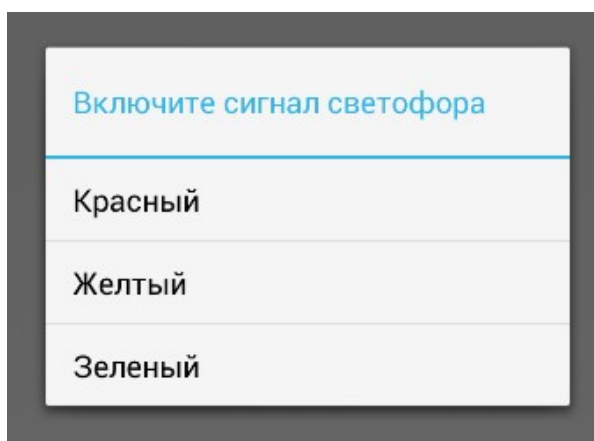 Включите сигнал светофора
Красный
Желтый
Зеленый